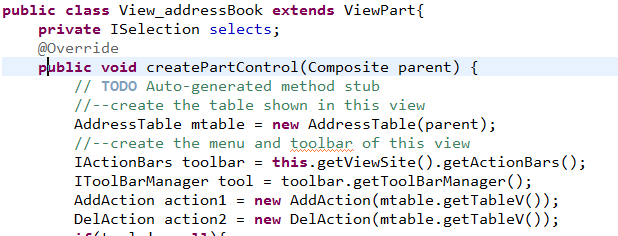 public class View_addressBook extends ViewPart{
private ISelection selects;
@Override
public void createPartControl(Composite parent) {
// TODO Auto-generated method stub
//--create the table shown in this view
AddressTable mtable = new AddressTable(parent);
//--create the menu and toolbar of this view
IActionBars toolbar = this.getViewSite().getActionBars();
IToolBarManager tool = toolbar.getToolBarManager();
AddAction action1 = new AddAction(mtable.getTableV());
DelAction action2 = new DelAction(mtable.getTableV());